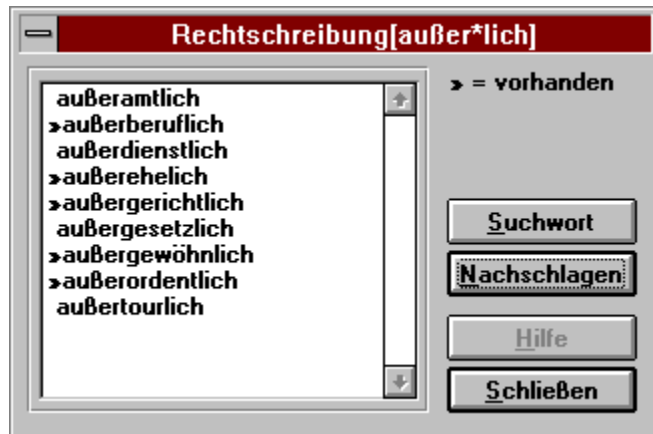 Rechtschreibung[außer*lich]
außeramtlich
»außerberuflich
außerdienstlich
»außerehelich
»außergerichtlich
außergesetzlich
»außergewöhnlich
»außerordentlich
außertourlich
» = vorhanden
Suchwort
Nachschlagen
Hilfe
Schließen